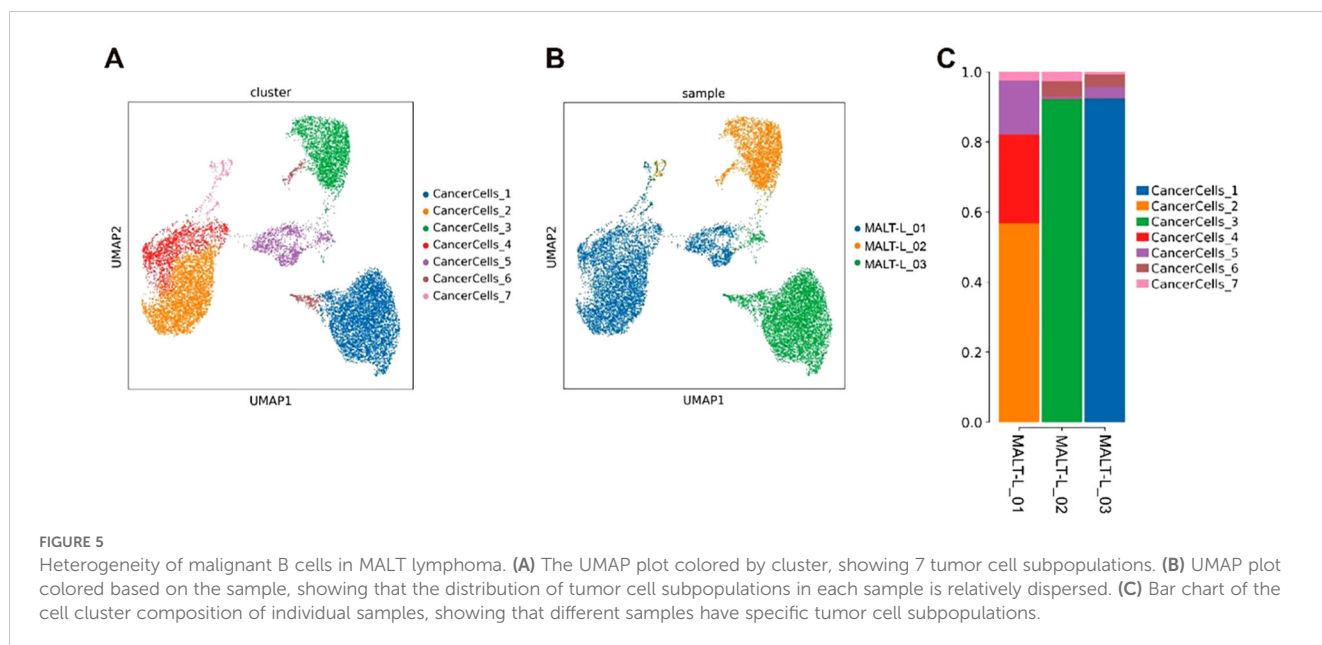 A
B
C
cluster
UMAP2
UMAP1
CancerCells_1
CancerCells_2
CancerCells_3
CancerCells_4
CancerCells_5
CancerCells_6
CancerCells_7
sample
UMAP2
UMAP1
MALT-L_01
MALT-L_02
MALT-L_03
1.0
0.8
0.6
0.4
0.2
0.0
MALT-L_01
MALT-L_02
MALT-L_03
CancerCells_1
CancerCells_2
CancerCells_3
CancerCells_4
CancerCells_5
CancerCells_6
CancerCells_7
FIGURE 5
Heterogeneity of malignant B cells in MALT lymphoma. (A) The UMAP plot colored by cluster, showing 7 tumor cell subpopulations. (B) UMAP plot
colored based on the sample, showing that the distribution of tumor cell subpopulations in each sample is relatively dispersed. (C) Bar chart of the
cell cluster composition of individual samples, showing that different samples have specific tumor cell subpopulations.